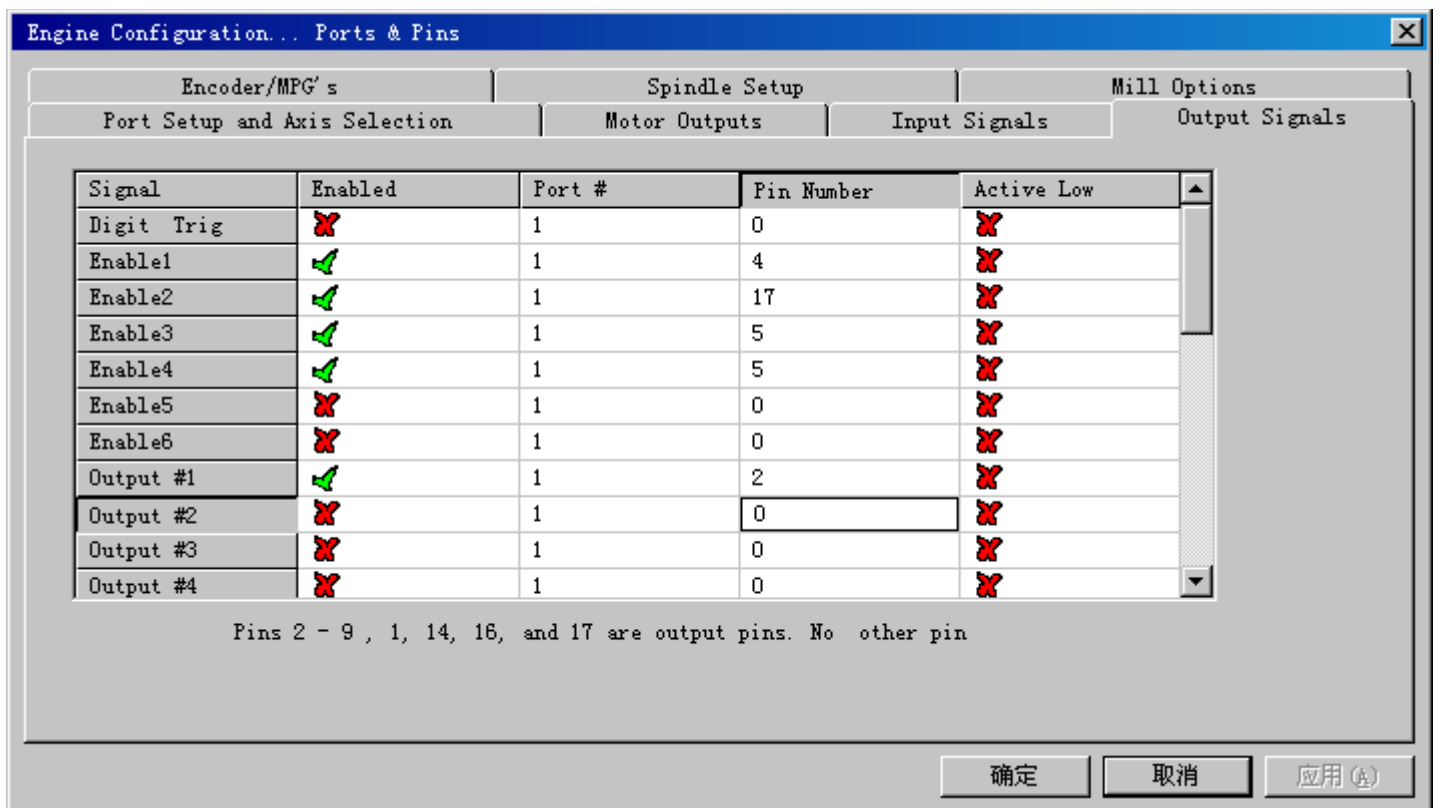 Engine Configuration... Ports & Pins
Encoder/MPG's Spindle Setup Mill Options
Port Setup and Axis Selection Motor Outputs Input Signals Output Signals
Signal Enabled Port # Pin Number Active Low
Digit Trig 1 0
Enable1 1 4
Enable2 1 17
Enable3 1 5
Enable4 1 5
Enable5 1 0
Enable6 1 0
Output #1 1 2
Output #2 1 0
Output #3 1 0
Output #4 1 0
Pins 2 - 9 , 1, 14, 16, and 17 are output pins. No other pin
确定 取消 应用(A)